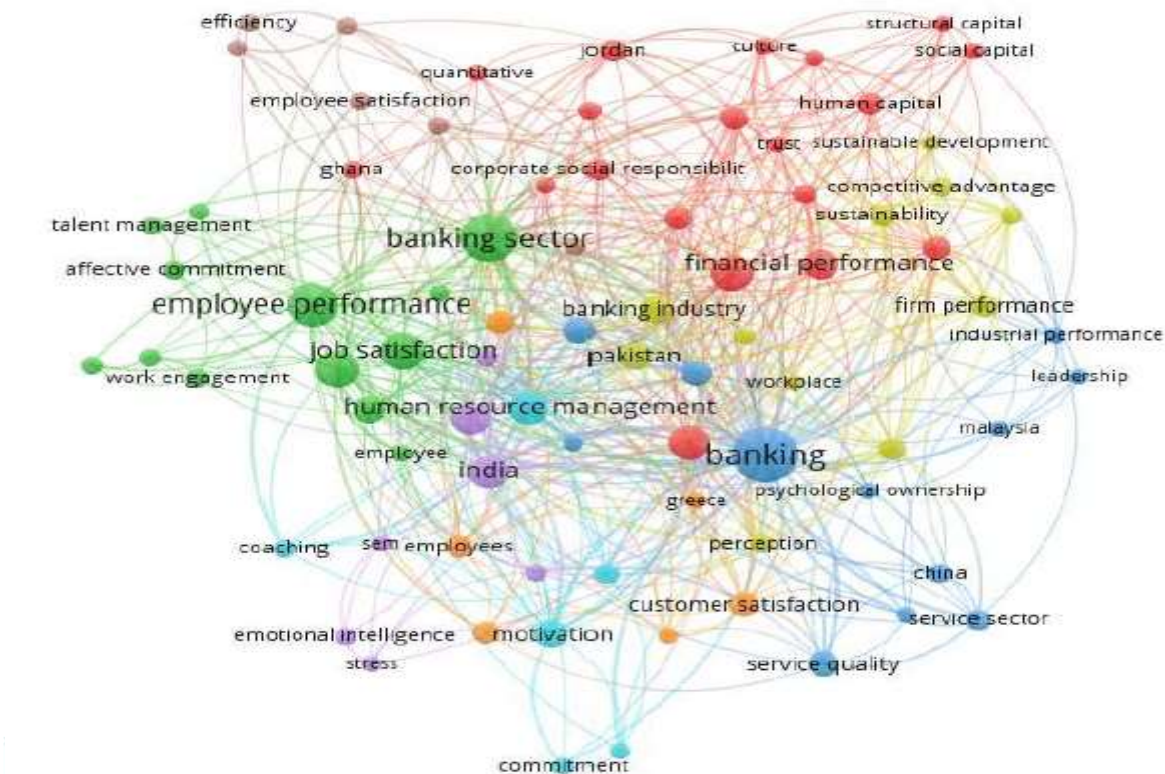 efficiency
structural capital
jordan
culture
social capital
quantitative
employee satisfaction
human capital
trust
sustainable development
ghana
corporate social responsibilit
competitive advantage
talent management
sustainability
banking sector
affective commitment
financial performance
employee performance
banking industry
firm performance
industrial performance
job satisfaction
pakistan
work engagement
workplace
leadership
human resource management
malaysia
employee
banking
india
psychological ownership
greece
coaching
sem
employees
perception
china
customer satisfaction
service sector
emotional intelligence
motivation
stress
service quality
commitment